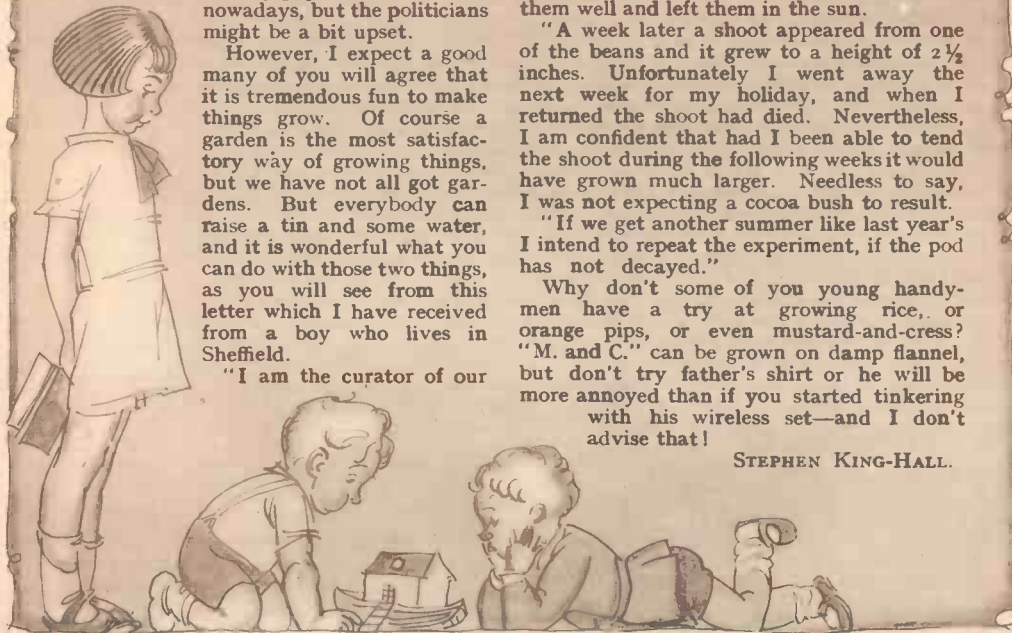 nowadays, but the politicians
might be a bit upset.
However, I expect a good
many of you will agree that
it is tremendous fun to make
things grow. Of course a
garden is the most satisfac-
tory way of growing things,
but we have not all got gar-
dens. But everybody can
raise a tin and some water,
and it is wonderful what you
can do with those two things,
as you will see from this
letter which I have received
from a boy who lives in
Sheffield.
"I am the curator of our
them well and left them in the sun.
"A week later a shoot appeared from one
of the beans and it grew to a height of 2½
inches. Unfortunately I went away the
next week for my holiday, and when I
returned the shoot had died. Nevertheless,
I am confident that had I been able to tend
the shoot during the following weeks it would
have grown much larger. Needless to say,
I was not expecting a cocoa bush to result.
"If we get another summer like last year's
I intend to repeat the experiment, if the pod
has not decayed."
Why don't some of you young handy-
men have a try at growing rice, or
orange pips, or even mustard-and-cress?
"M. and C." can be grown on damp flannel,
but don't try father's shirt or he will be
more annoyed than if you started tinkering
with his wireless set—and I don't
advise that!
STEPHEN KING-HALL.